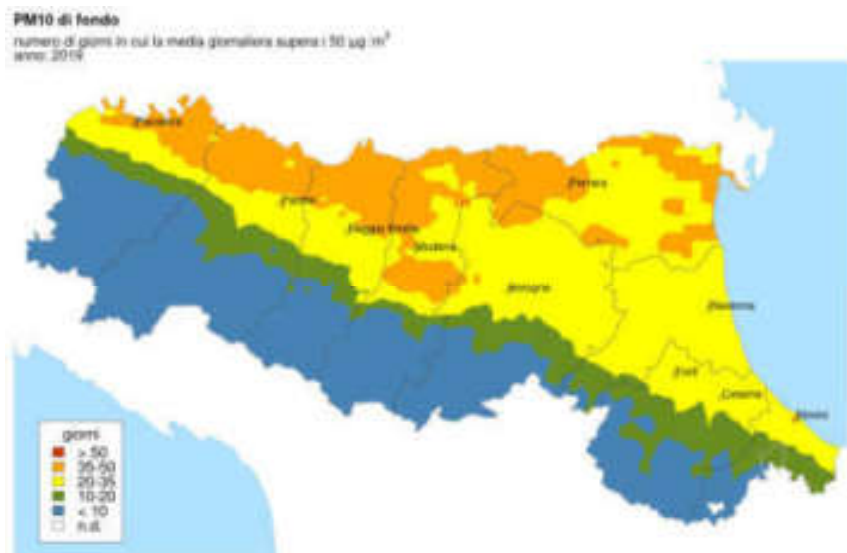 PM10 di fondo
numero di giorni in cui la media giornaliera supera i 50 µg m³
anno: 2019
Piacenza
Parma
Reggio Emilia
Modena
Ferrara
Bologna
Ravenna
Forlì
Cesena
Rimini
giorni
> 50
35-50
20-35
10-20
< 10
n.d.